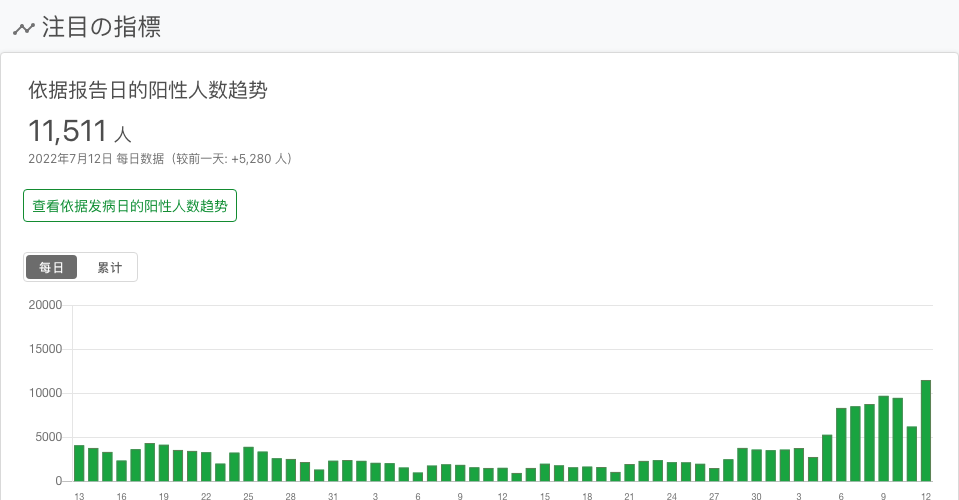 注目の指標
依据报告日的阳性人数趋势
11,511 人
2022年7月12日 每日数据（较前一天: +5,280 人）
查看依据发病日的阳性人数趋势
每日 累计
20000
15000
10000
5000
0
13 16 19 22 25 28 31 3 6 9 12 15 18 21 24 27 30 3 6 9 12